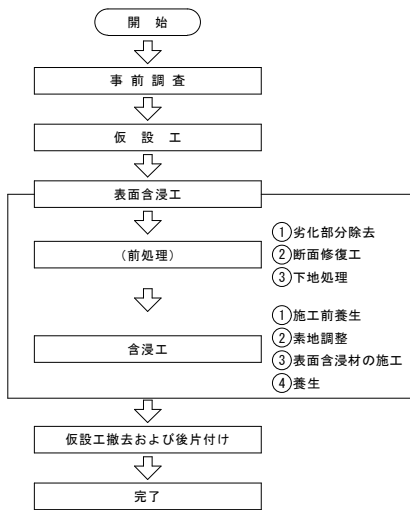 開　始
事 前 調 査
仮　設　工
表面含浸工
(前処理)
①劣化部分除去
②断面修復工
③下地処理
含浸工
①施工前養生
②素地調整
③表面含浸材の施工
④養生
仮設工撤去および後片付け
完了